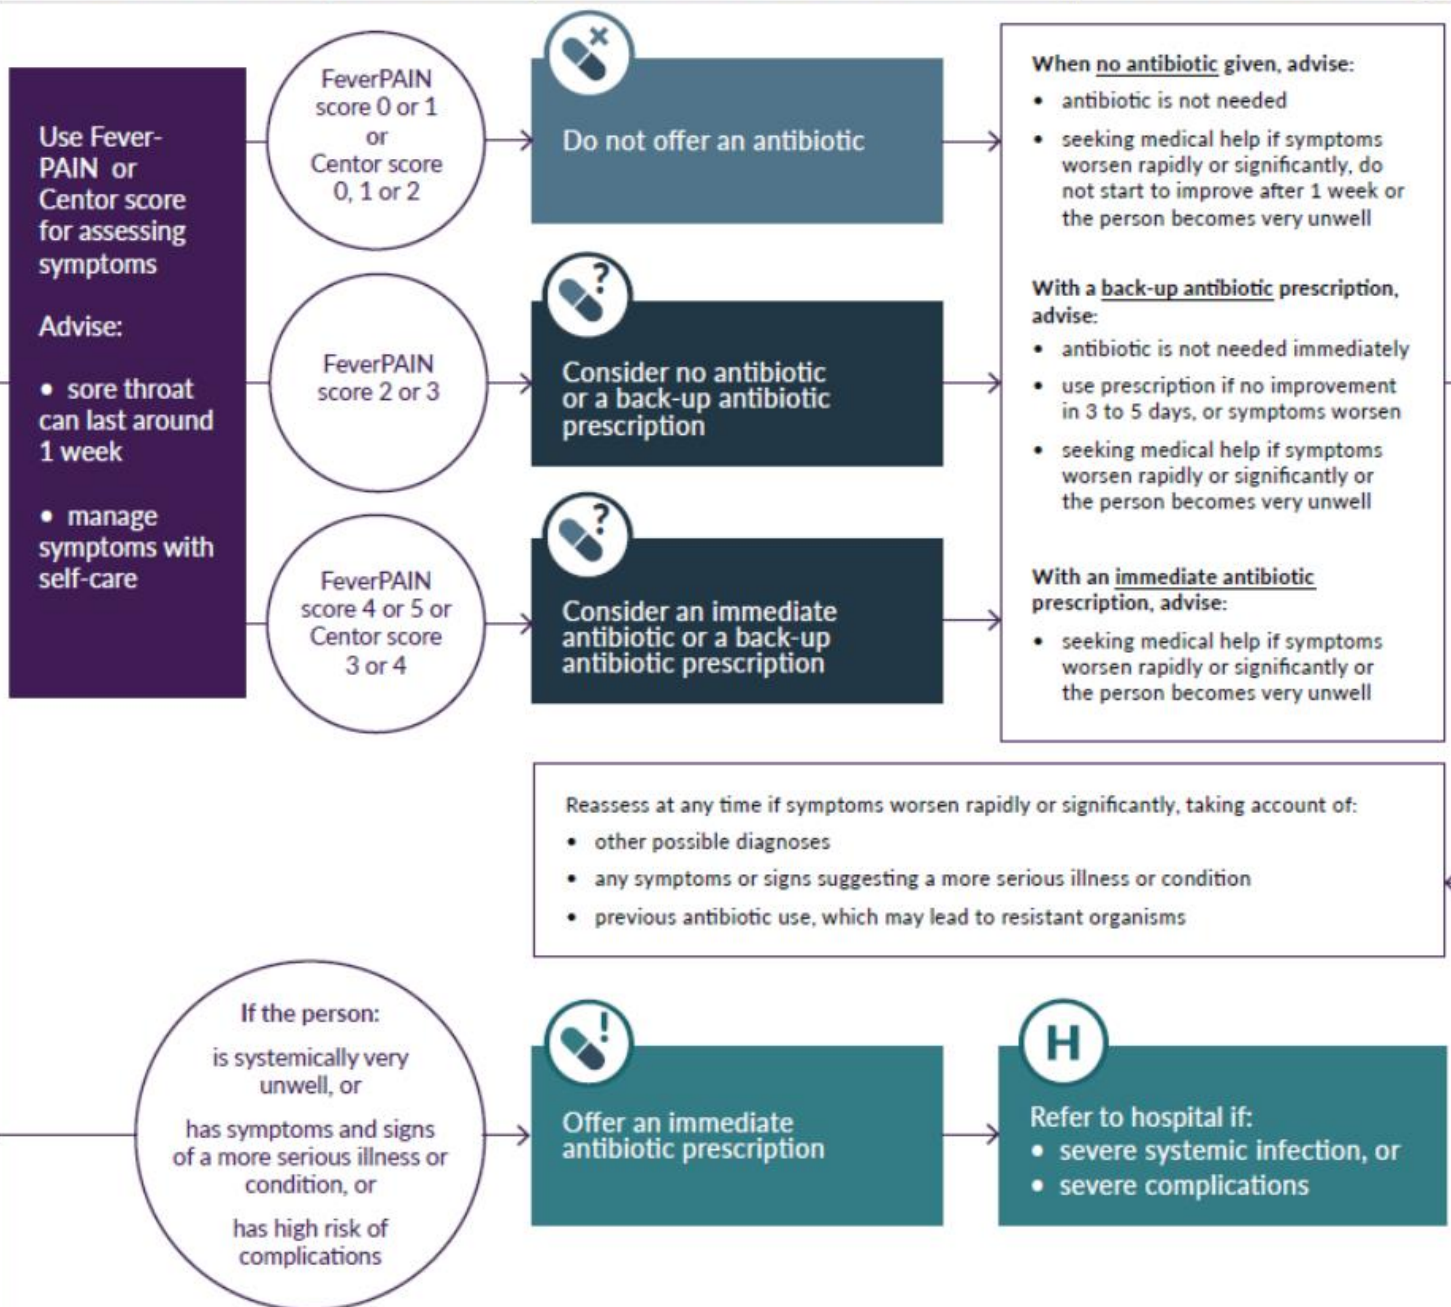 Use Fever-
PAIN or
Centor score
for assessing
symptoms
Advise:
• sore throat
can last around
1 week
• manage
symptoms with
self-care
FeverPAIN
score 0 or 1
or
Centor score
0, 1 or 2
Do not offer an antibiotic
FeverPAIN
score 2 or 3
?
Consider no antibiotic
or a back-up antibiotic
prescription
FeverPAIN
score 4 or 5 or
Centor score
3 or 4
?
Consider an immediate
antibiotic or a back-up
antibiotic prescription
When no antibiotic given, advise:
• antibiotic is not needed
• seeking medical help if symptoms
worsen rapidly or significantly, do
not start to improve after 1 week or
the person becomes very unwell
With a back-up antibiotic prescription,
advise:
• antibiotic is not needed immediately
• use prescription if no improvement
in 3 to 5 days, or symptoms worsen
• seeking medical help if symptoms
worsen rapidly or significantly or
the person becomes very unwell
With an immediate antibiotic
prescription, advise:
• seeking medical help if symptoms
worsen rapidly or significantly or
the person becomes very unwell
Reassess at any time if symptoms worsen rapidly or significantly, taking account of:
• other possible diagnoses
• any symptoms or signs suggesting a more serious illness or condition
• previous antibiotic use, which may lead to resistant organisms
If the person:
is systemically very
unwell, or
has symptoms and signs
of a more serious illness or
condition, or
has high risk of
complications
!
Offer an immediate
antibiotic prescription
H
Refer to hospital if:
• severe systemic infection, or
• severe complications